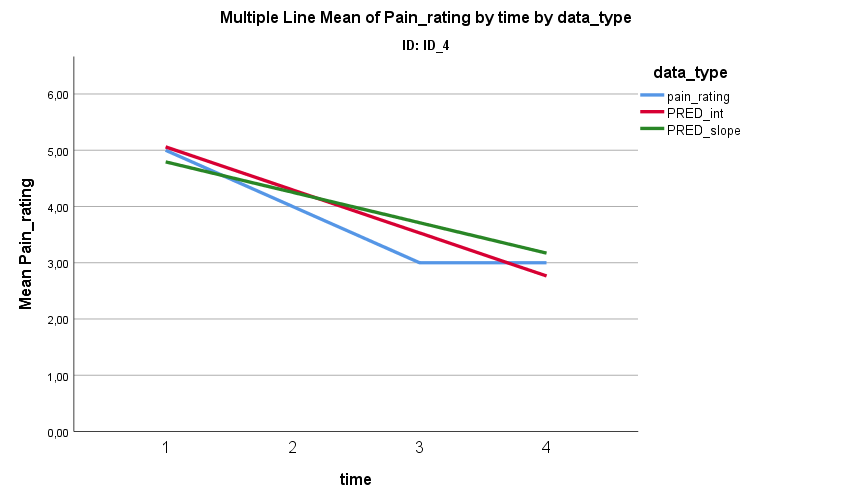 Multiple Line Mean of Pain_rating by time by data_type
ID: ID_4
data_type
pain_rating
PRED_int
PRED_slope
Mean Pain_rating
6,00
5,00
4,00
3,00
2,00
1,00
0,00
1 2 3 4
time